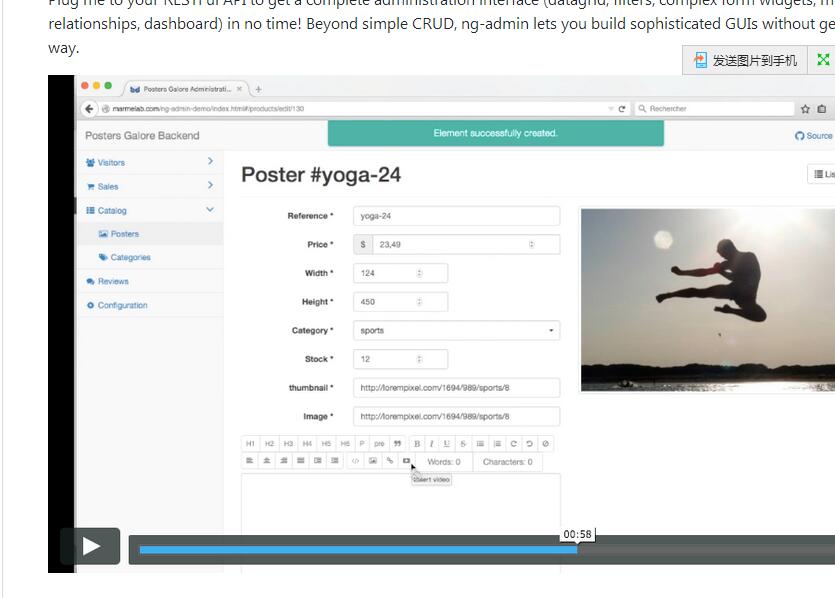 Plug me to your RESTFul API to get a complete administration interface (datagrid, filters, complex form widgets,
relationships, dashboard) in no time! Beyond simple CRUD, ng-admin lets you build sophisticated GUIs without
way.
发送图片到手机
Posters Galore Administrati...
marmelab.com/ng-admin-demo/index.html#/products/edit/130
Rechercher
Posters Galore Backend
Element successfully created.
Source
Visitors
Sales
Catalog
Posters
Categories
Reviews
Configuration
Poster #yoga-24
Lis
Reference * yoga-24
Price * $ 23,49
Width * 124
Height * 450
Category * sports
Stock * 12
thumbnail * http://lorempixel.com/1694/989/sports/8
Image * http://lorempixel.com/1694/989/sports/8
H1 H2 H3 H4 H5 H6 P pre B I U S
Words: 0 Characters: 0
Insert video
00:58